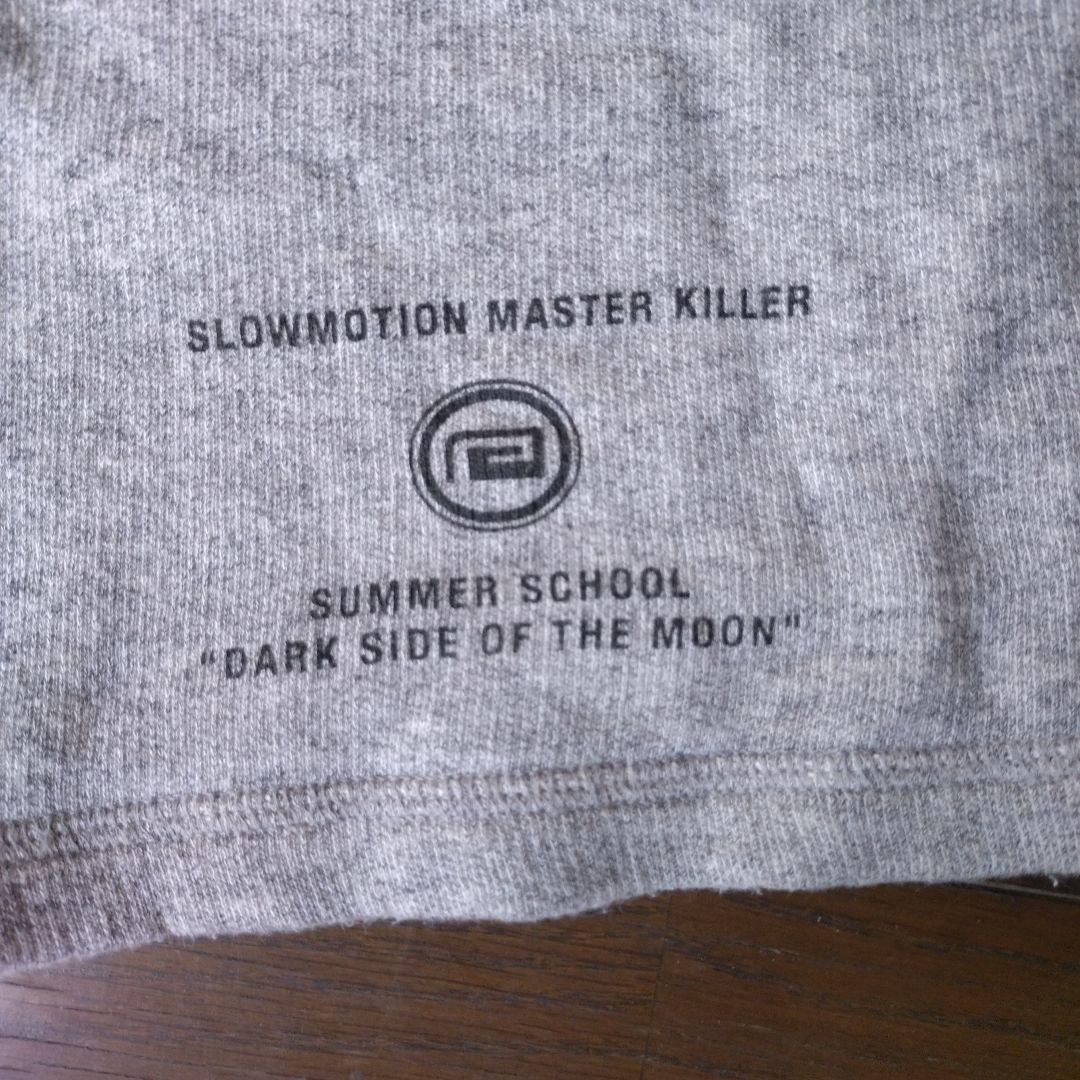 SLOWMOTION MASTER KILLER
SUMMER SCHOOL
"DARK SIDE OF THE MOON"